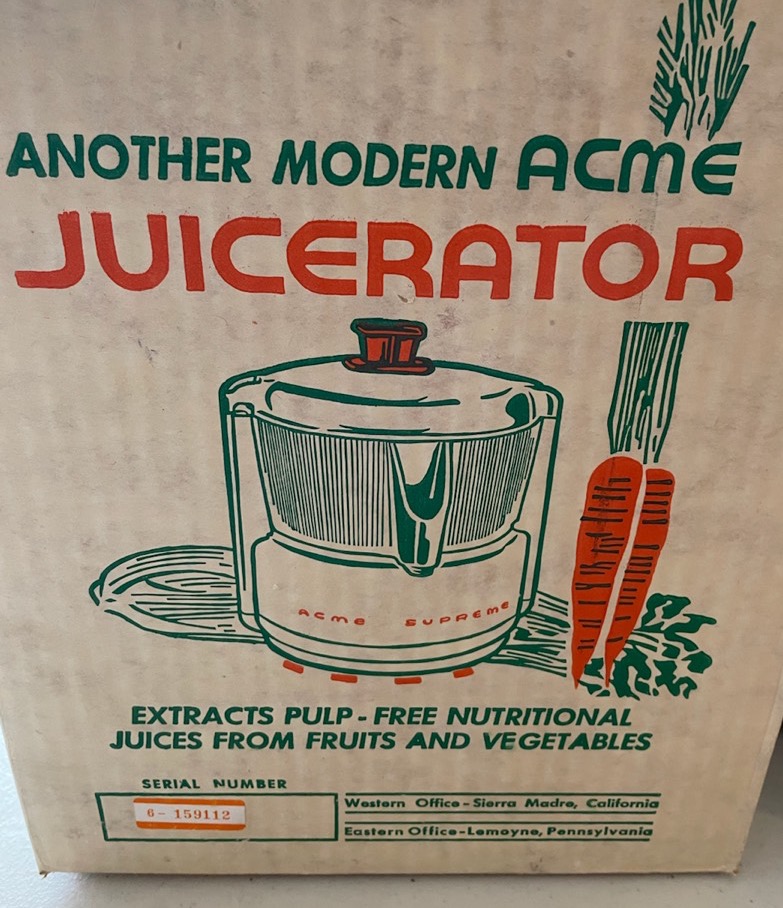 ANOTHER MODERN ACME
JUICERATOR
ACME SUPREME
EXTRACTS PULP - FREE NUTRITIONAL
JUICES FROM FRUITS AND VEGETABLES
SERIAL NUMBER
6- 159112
Western Office - Sierra Madre, California
Eastern Office - Lemoyne, Pennsylvania